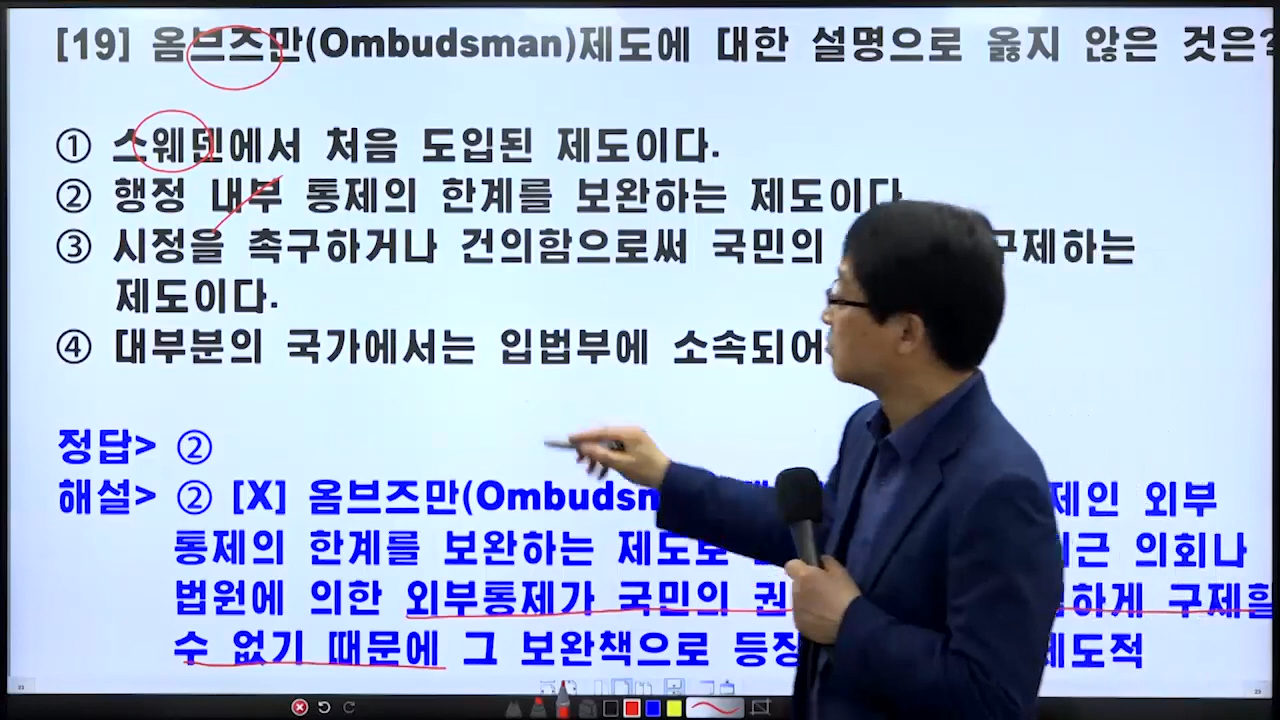 [19] 옴브즈만(Ombudsman)제도에 대한 설명으로 옳지 않은 것은?
① 스웨덴에서 처음 도입된 제도이다.
② 행정 내부 통제의 한계를 보완하는 제도이다
③ 시정을 촉구하거나 건의함으로써 국민의 구제하는
제도이다.
④ 대부분의 국가에서는 입법부에 소속되어
정답> ②
해설> ② [X] 옴브즈만(Ombudsm 제인 외부
통제의 한계를 보완하는 제도로 의회나
법원에 의한 외부통제가 국민의 권 하게 구제할
수 없기 때문에 그 보완책으로 등장 제도적